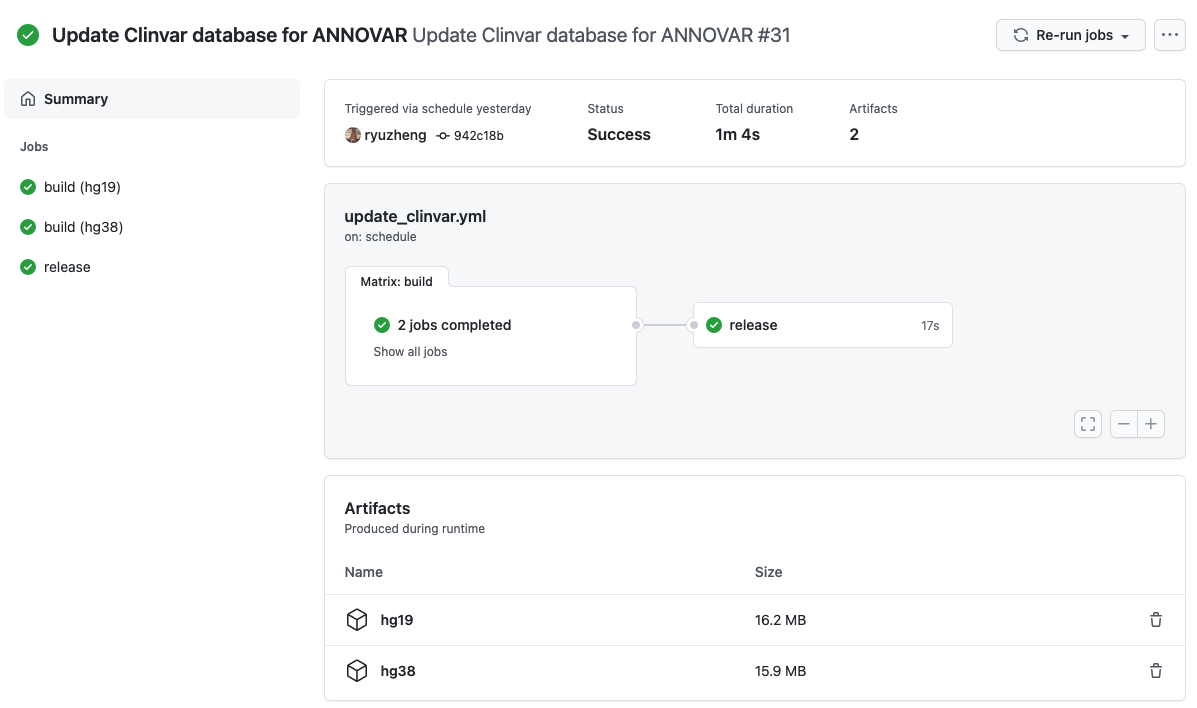 Update Clinvar database for ANNOVAR Update Clinvar database for ANNOVAR #31
Re-run jobs
Summary
Jobs
build (hg19)
build (hg38)
release
Triggered via schedule yesterday
ryuzheng 942c18b
Status
Success
Total duration
1m 4s
Artifacts
2
update_clinvar.yml
on: schedule
Matrix: build
2 jobs completed
Show all jobs
release 17s
Artifacts
Produced during runtime
Name Size
hg19 16.2 MB
hg38 15.9 MB